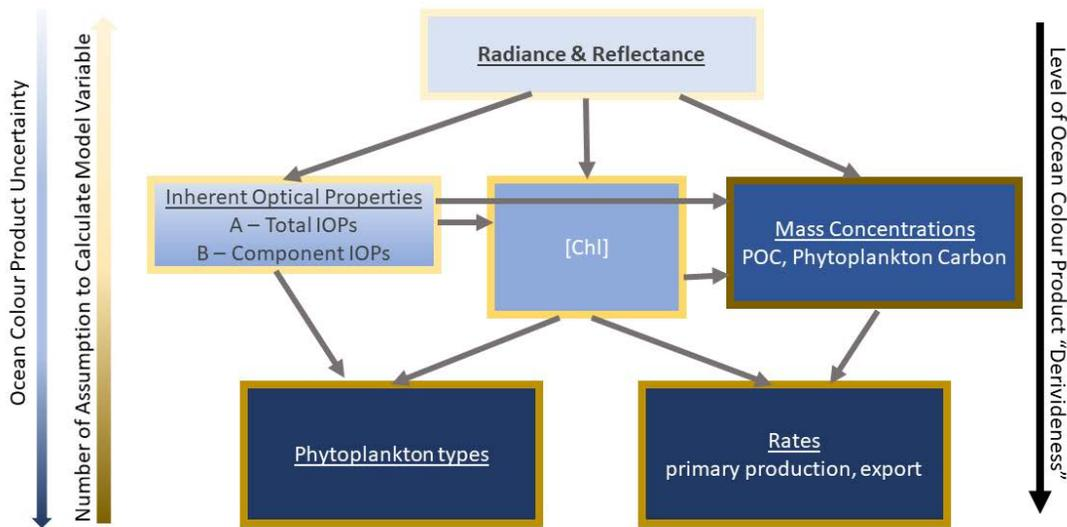 Ocean Colour Product Uncertainty
Number of Assumption to Calculate Model Variable
Radiance & Reflectance
Level of Ocean Colour Product "Derivideness"
Inherent Optical Properties
A – Total IOPs
B – Component IOPs
[Chl]
Mass Concentrations
POC, Phytoplankton Carbon
Phytoplankton types
Rates
primary production, export